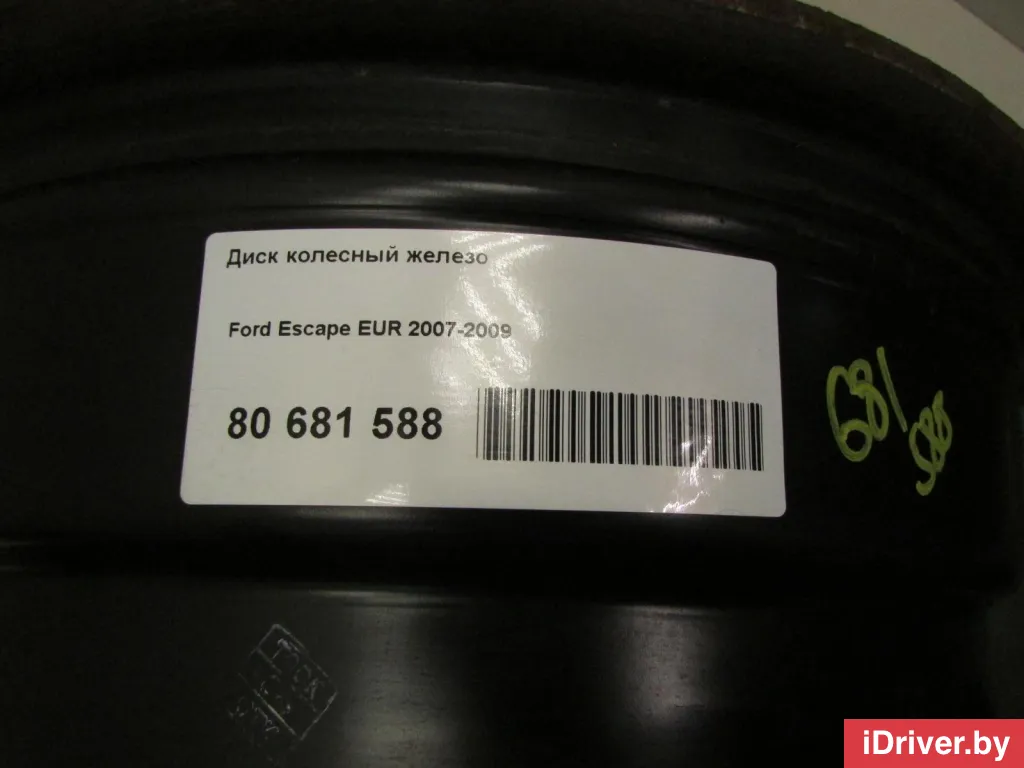 Диск колесный железо
Ford Escape EUR 2007-2009
80 681 588
681
588
iDriver.by